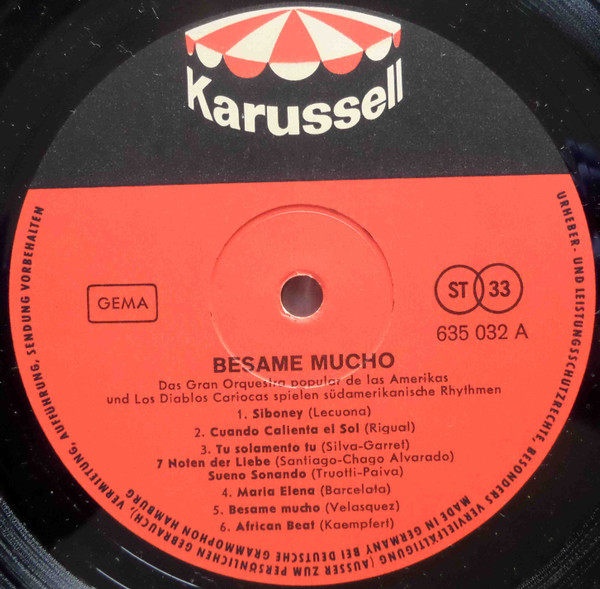 Karussell
GEMA
ST 33
635 032 A
BESAME MUCHO
Das Gran Orquestra popular de las Amerikas
und Los Diablos Cariocas spielen südamerikanische Rhythmen
1. Siboney (Lecuona)
2. Cuando Calienta el Sol (Rigual)
3. Tu solamento tu (Silva-Garret)
7 Noten der Liebe (Santiago-Chago Alvarado)
Sueno Sonando (Truotti-Paiva)
4. Maria Elena (Barcelata)
5. Besame mucho (Velasquez)
6. African Beat (Kaempfert)
URHEBER- UND LEISTUNGSSCHUTZRECHTE, BESONDERS VERVIELFÄLTIGUNG (AUSSER ZUM PERSÖNLICHEN GEBRAUCH), VERMIETUNG, AUFFÜHRUNG, SENDUNG VORBEHALTEN
MADE IN GERMANY BEI DEUTSCHE GRAMMOPHON HAMBURG